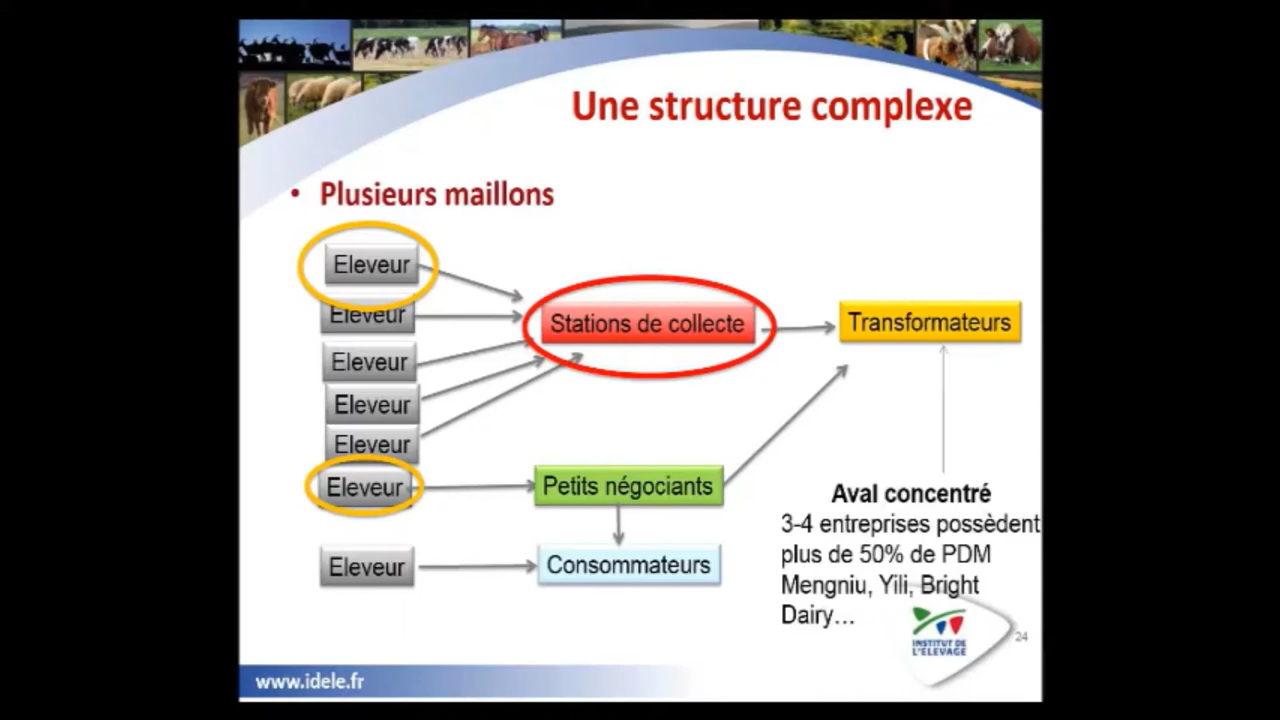 Une structure complexe
• Plusieurs maillons
Eleveur
Eleveur
Eleveur
Eleveur
Eleveur
Eleveur
Eleveur
Stations de collecte
Transformateurs
Petits négociants
Consommateurs
Aval concentré
3-4 entreprises possèdent
plus de 50% de PDM
Mengniu, Yili, Bright
Dairy...
INSTITUT DE
L'ELEVAGE
24
www.idele.fr